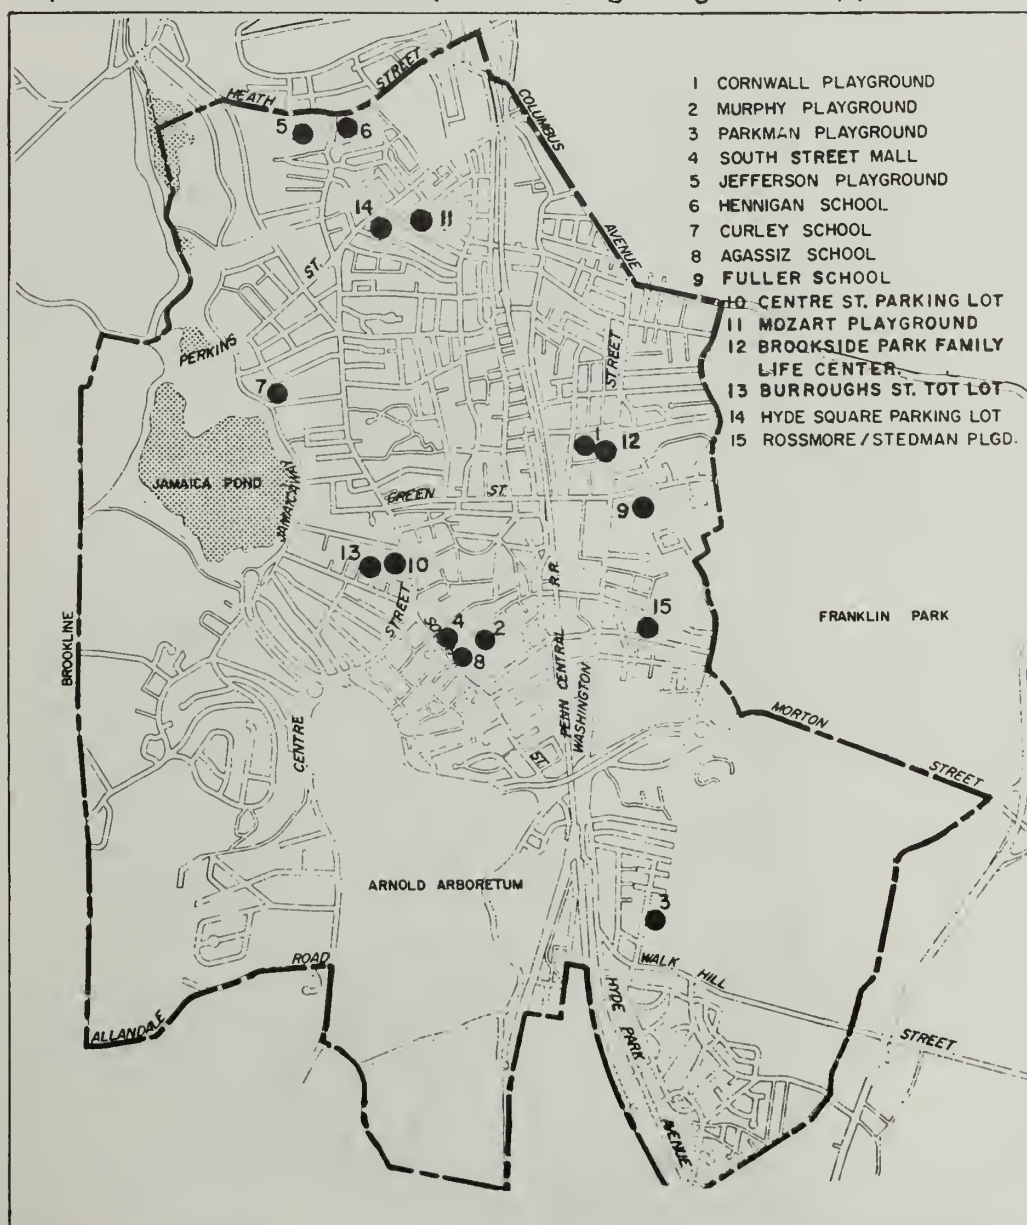 HEATH
STREET
COLUMBUS
AVENUE
1 CORNWALL PLAYGROUND
2 MURPHY PLAYGROUND
3 PARKMAN PLAYGROUND
4 SOUTH STREET MALL
5 JEFFERSON PLAYGROUND
6 HENNIGAN SCHOOL
7 CURLEY SCHOOL
8 AGASSIZ SCHOOL
9 FULLER SCHOOL
10 CENTRE ST. PARKING LOT
11 MOZART PLAYGROUND
12 BROOKSIDE PARK FAMILY
LIFE CENTER.
13 BURROUGHS ST. TOT LOT
14 HYDE SQUARE PARKING LOT
15 ROSSMORE/STEDMAN PLGD.
5
6
14
11
ST.
PERKINS
STREET
7
1
12
JAMAICA POND
JAMAICAWAY
GREEN ST.
9
13
10
R.R.
STREET
15
BROOKLINE
4
2
8
FRANKLIN PARK
PENN CENTRAL
WASHINGTON
MORTON
STREET
CENTRE
ST.
ARNOLD ARBORETUM
3
ROAD
WALK HILL
STREET
ALLANDALE
HYDE PARK
AVENUE